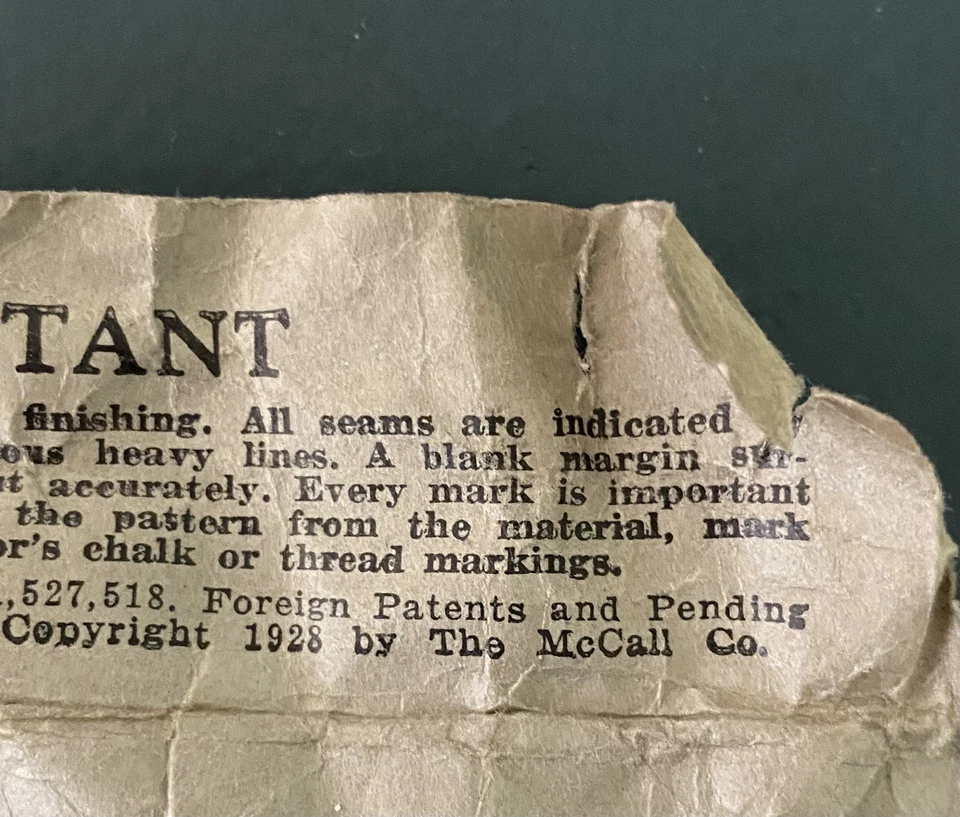 TANT
finishing. All seams are indicated
ous heavy lines. A blank margin sur-
accurately. Every mark is important
the pattern from the material, mark
or's chalk or thread markings.
,527,518. Foreign Patents and Pending
Copyright 1928 by The McCall Co.